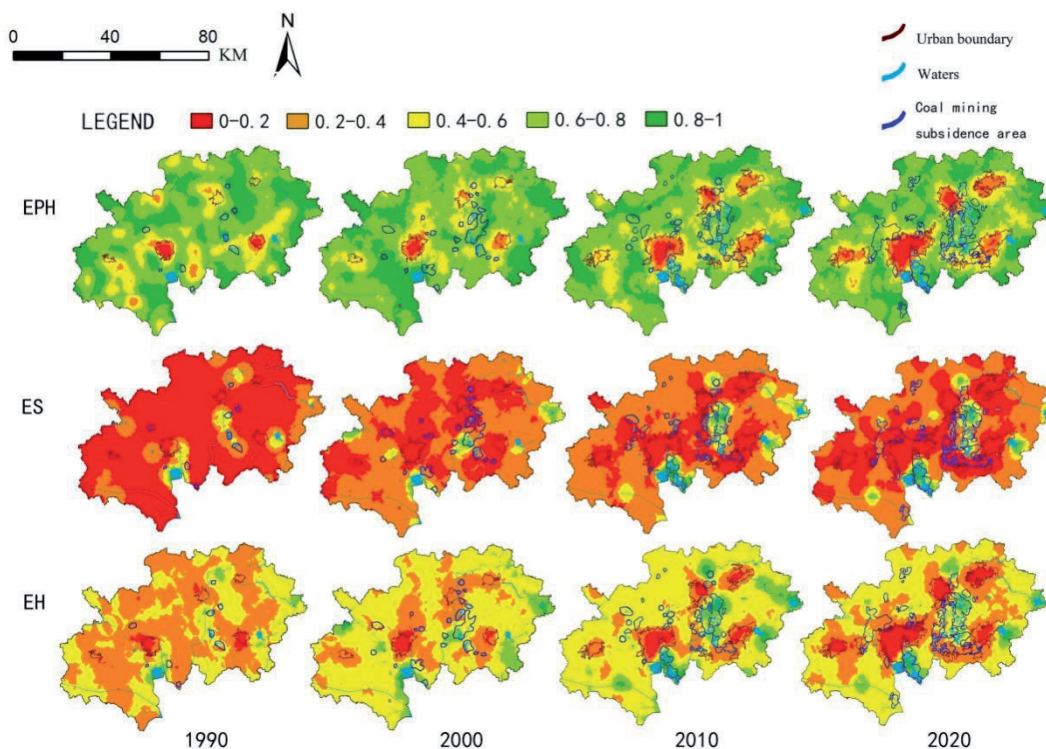 0 40 80 KM
N
Urban boundary
Waters
Coal mining
subsidence area
LEGEND 0-0.2 0.2-0.4 0.4-0.6 0.6-0.8 0.8-1
EPH
ES
EH
1990 2000 2010 2020